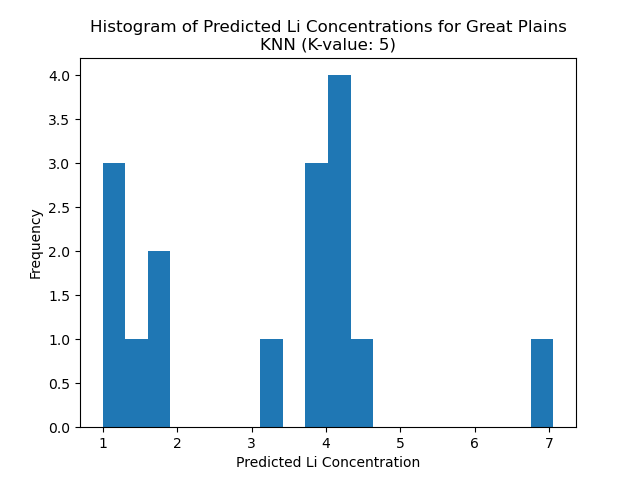 Histogram of Predicted Li Concentrations for Great Plains
KNN (K-value: 5)
4.0
3.5
3.0
2.5
2.0
1.5
1.0
0.5
0.0
Frequency
1 2 3 4 5 6 7
Predicted Li Concentration